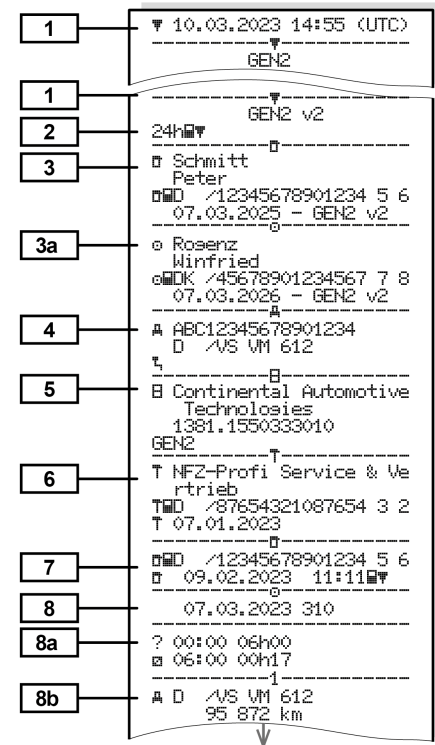 1 ▼ 10.03.2023 14:55 (UTC)
GEN2
1
GEN2 v2
2 24h▼
3 Schmitt
Peter
D /12345678901234 5 6
07.03.2025 - GEN2 v2
3a Rogenz
Winfried
DK /45678901234567 7 8
07.03.2026 - GEN2 v2
4 A ABC12345678901234
D /VS VM 612
5 Continental Automotive
Technologies
1381.1550333010
GEN2
6 T NFZ-Profi Service & Ve
rtrieb
TD /87654321087654 3 2
T 07.01.2023
7 D /12345678901234 5 6
09.02.2023 11:11▼
8 07.03.2023 310
8a ? 00:00 06h00
06:00 00h17
1
8b A D /VS VM 612
95 872 km